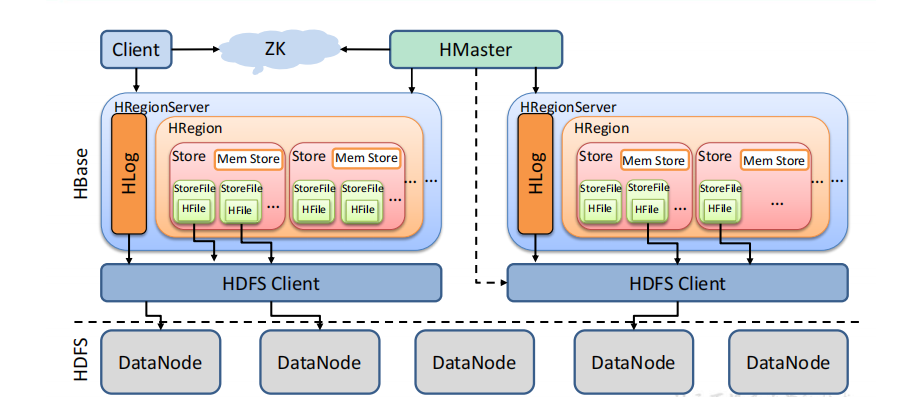 Client
ZK
HMaster
HBase
HRegionServer
HLog
HRegion
Store
Mem Store
StoreFile
HFile
StoreFile
HFile
...
Store
Mem Store
StoreFile
HFile
StoreFile
HFile
...
...
...
HRegionServer
HLog
HRegion
Store
Mem Store
StoreFile
HFile
StoreFile
HFile
...
Store
Mem Store
StoreFile
HFile
...
...
...
HDFS Client
HDFS Client
HDFS
DataNode
DataNode
DataNode
DataNode
DataNode